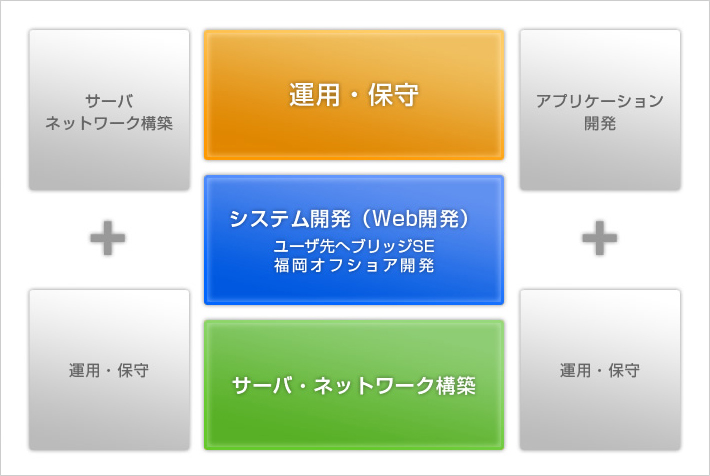 サーバ
ネットワーク構築
+
運用・保守
運用・保守
システム開発（Web開発）
ユーザ先へブリッジSE
福岡オフショア開発
サーバ・ネットワーク構築
アプリケーション
開発
+
運用・保守